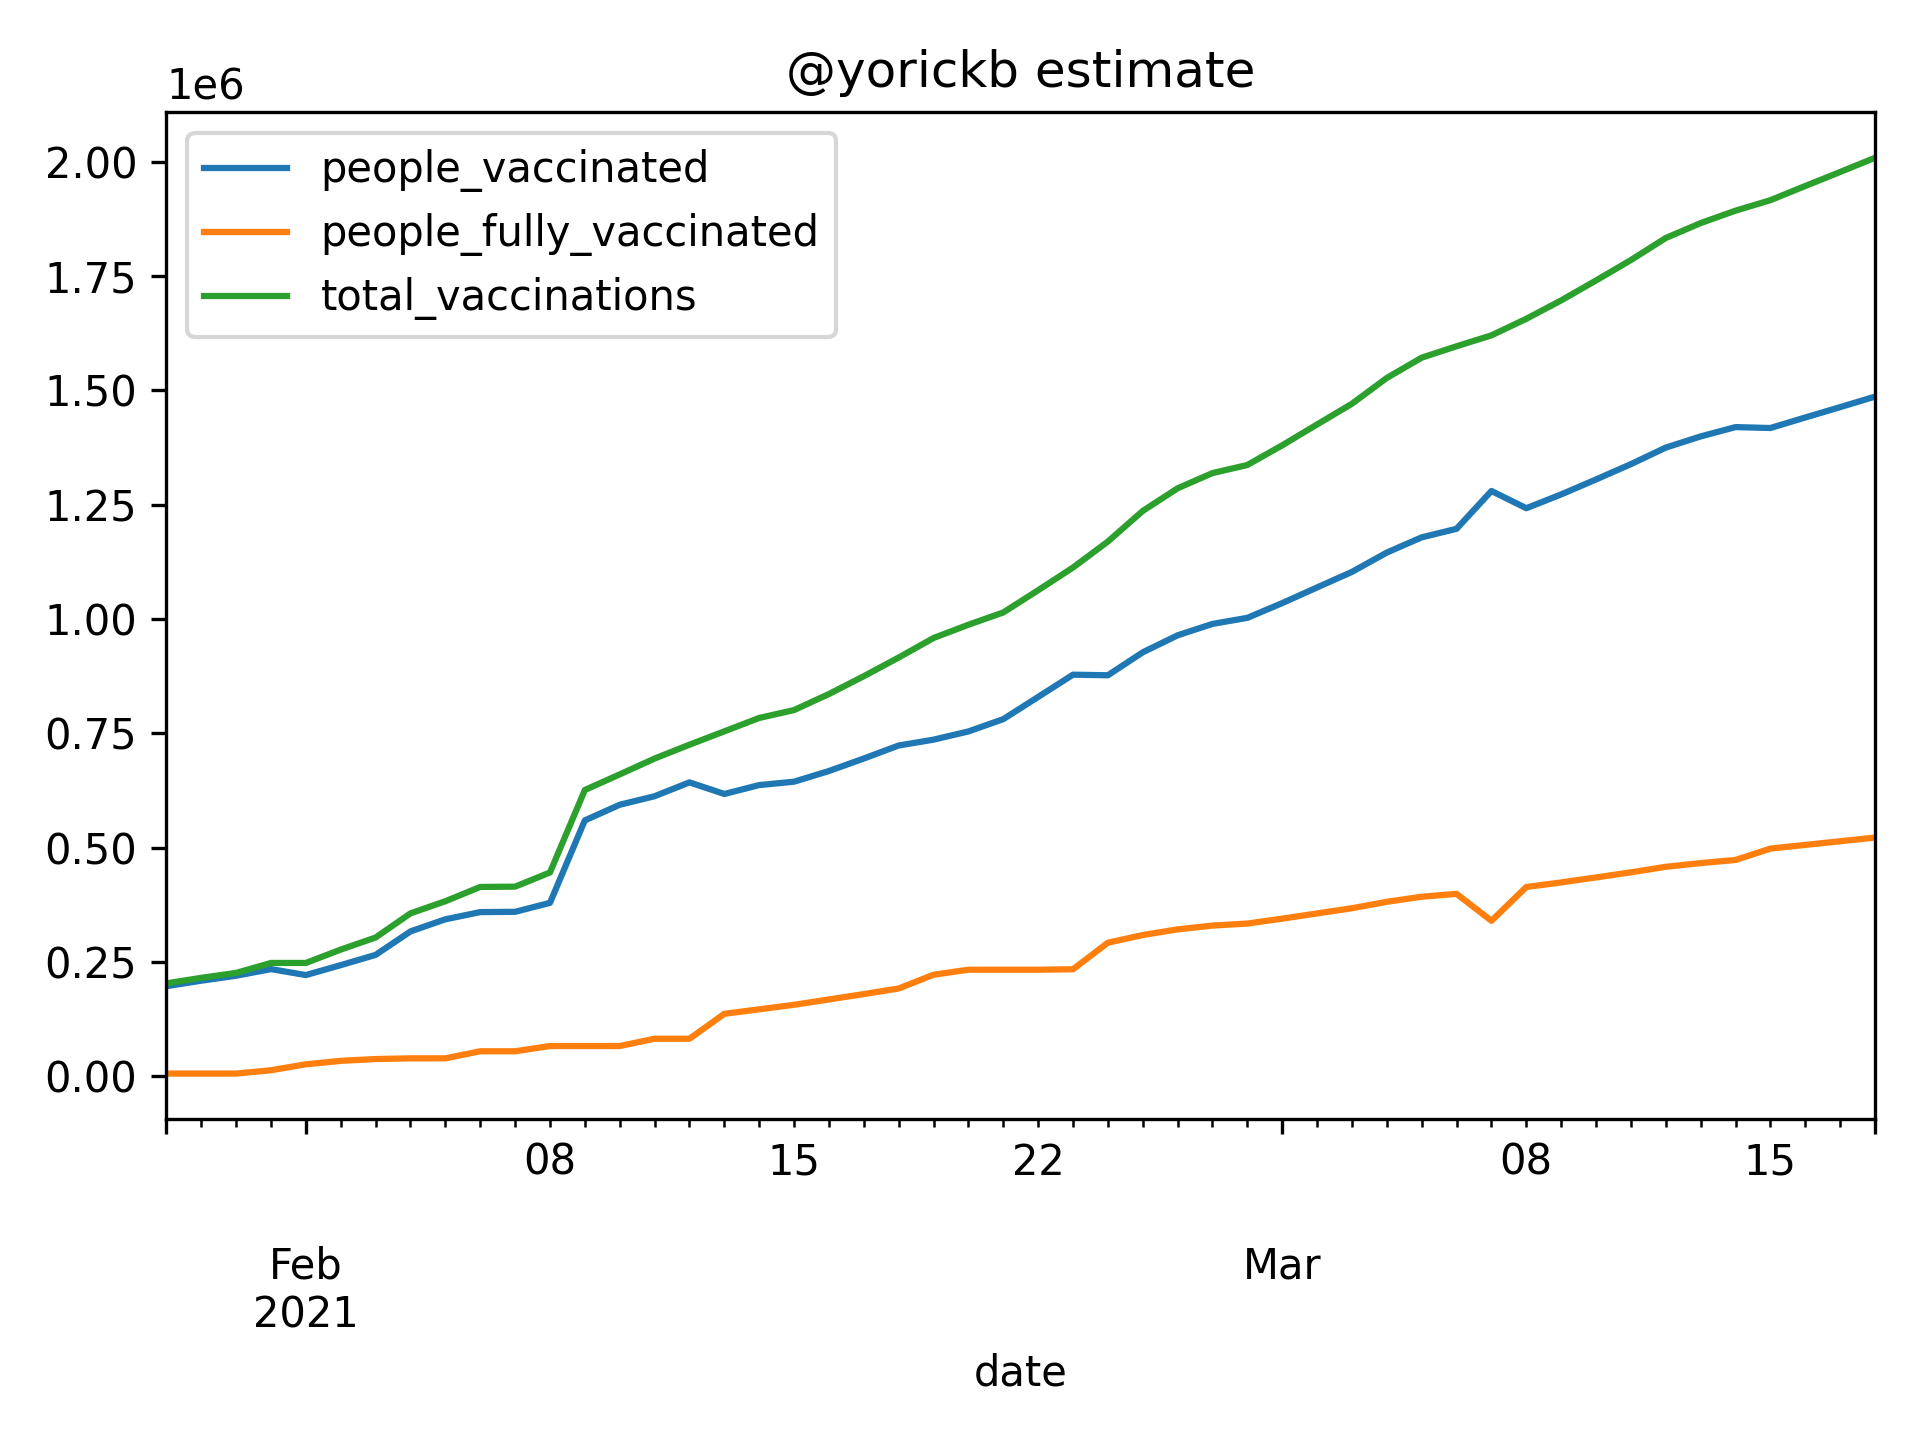 @yorickb estimate
1e6
people_vaccinated
people_fully_vaccinated
total_vaccinations
2.00
1.75
1.50
1.25
1.00
0.75
0.50
0.25
0.00
08 15 22 08 15
Feb Mar
2021
date